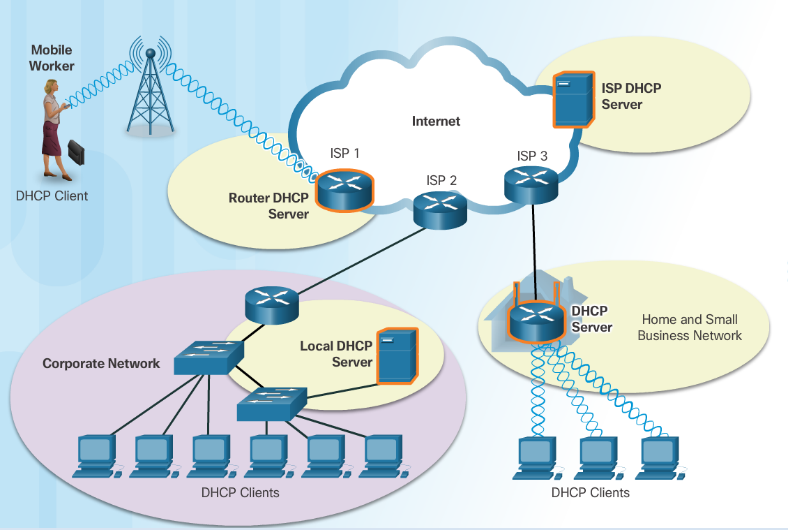 Mobile
Worker
DHCP Client
Internet
ISP DHCP
Server
ISP 1
ISP 2
ISP 3
Router DHCP
Server
Corporate Network
Local DHCP
Server
DHCP Clients
DHCP
Server
Home and Small
Business Network
DHCP Clients